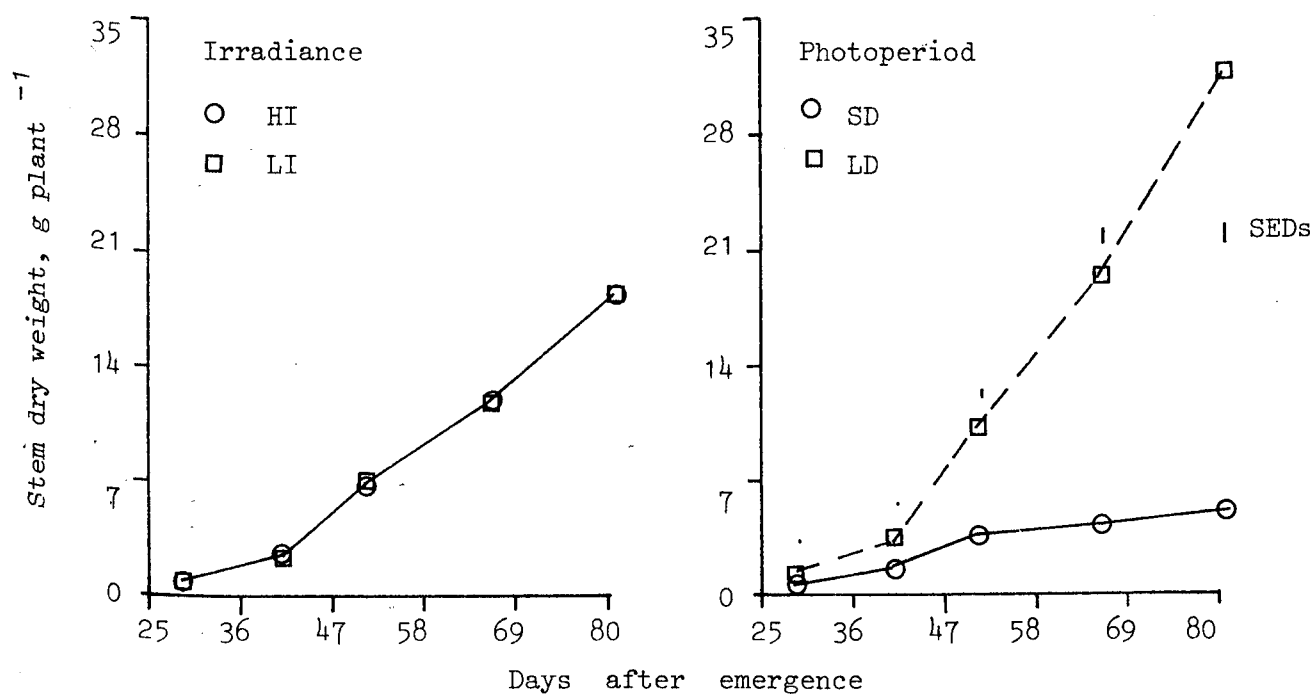 Stem dry weight, g plant ⁻¹
35
28
21
14
7
0
Irradiance
HI
LI
25 36 47 58 69 80
35
28
21
14
7
0
Photoperiod
SD
LD
SEDs
25 36 47 58 69 80
Days after emergence